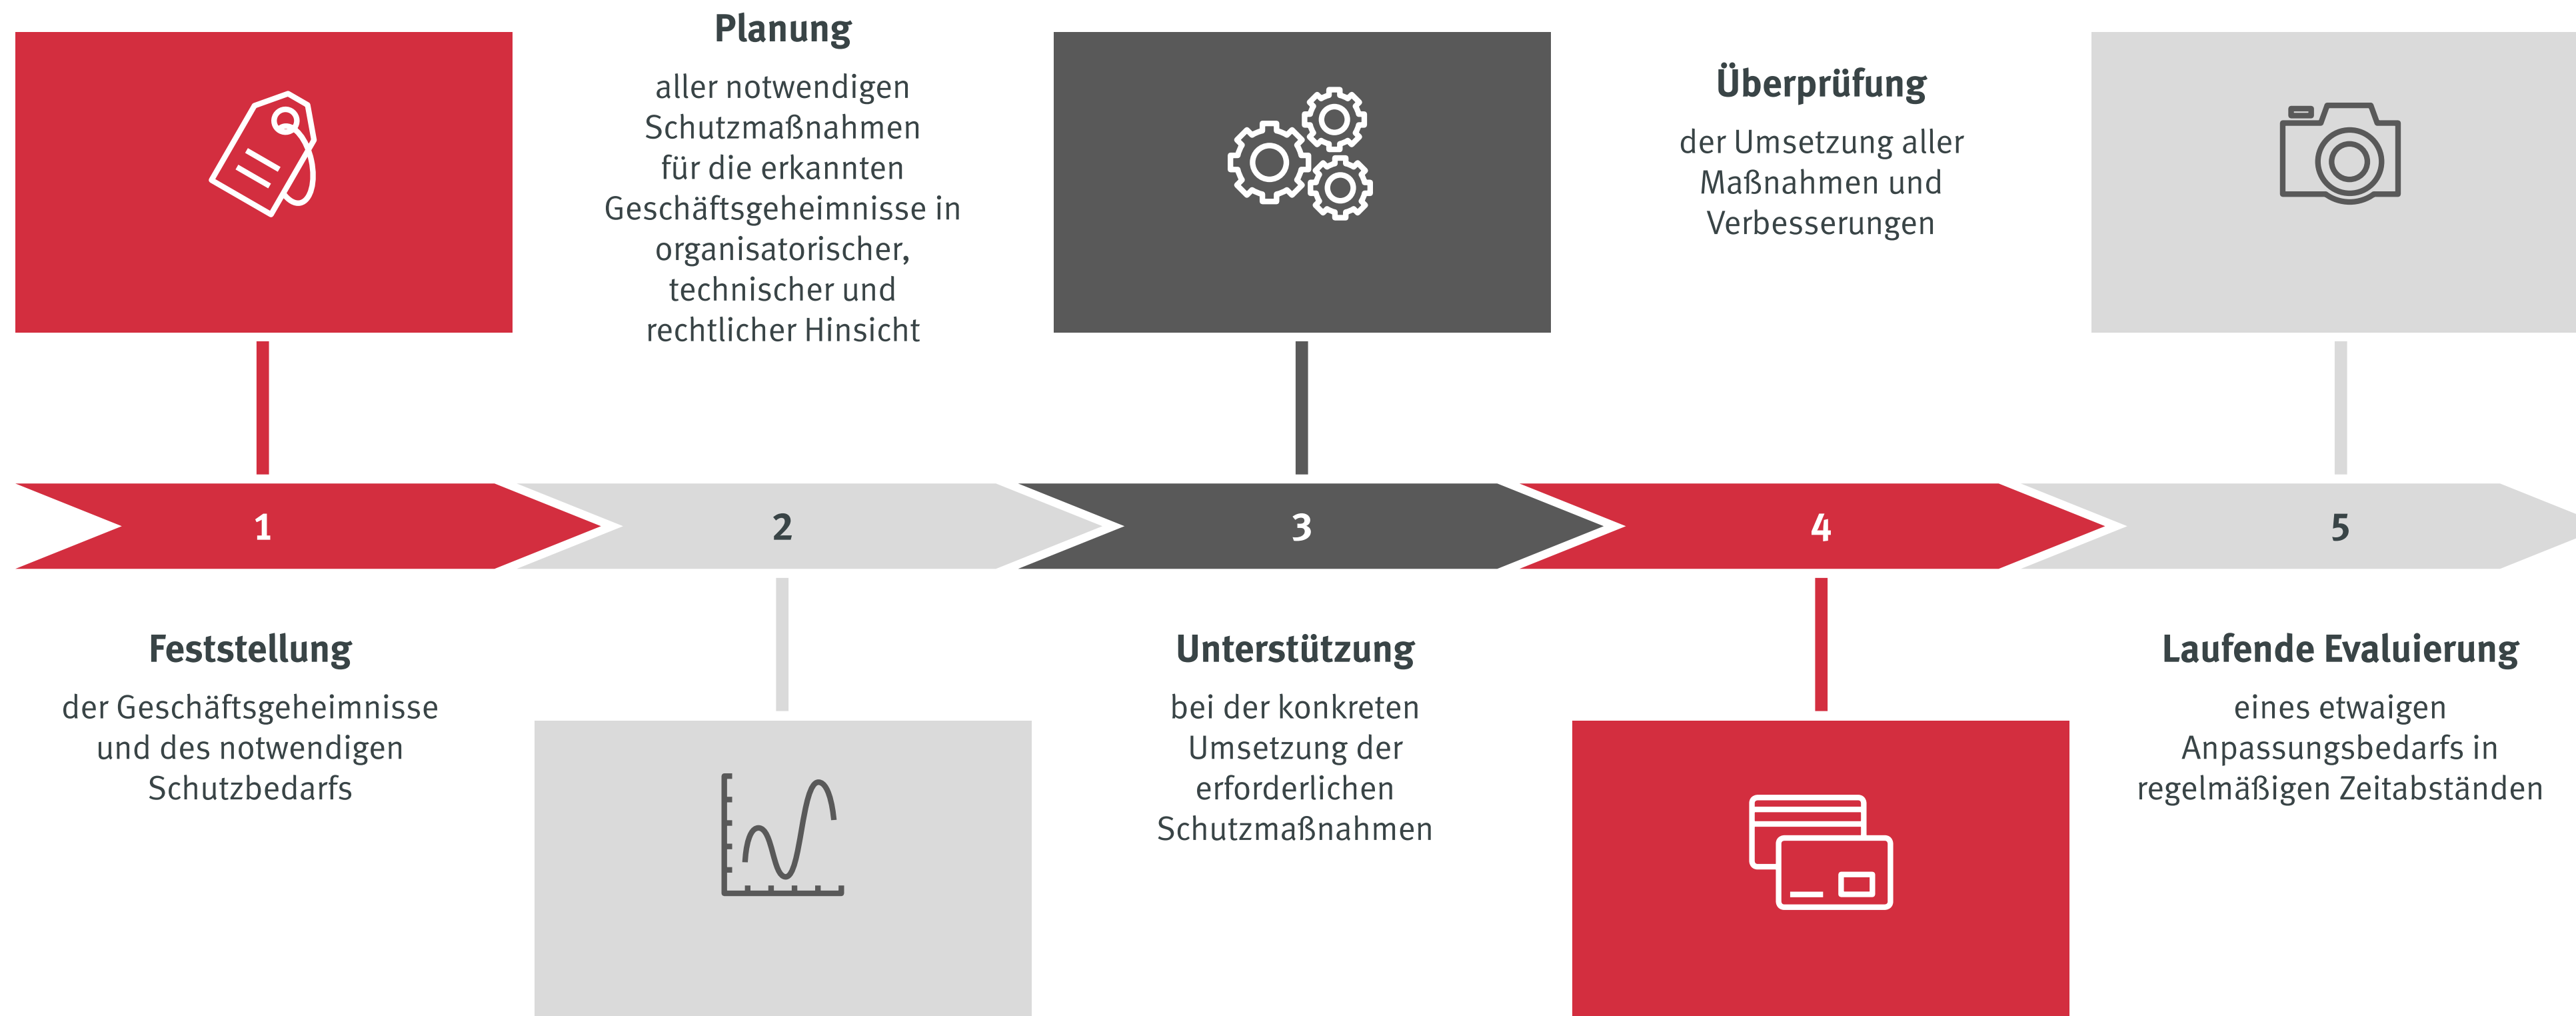 1
Feststellung
der Geschäftsgeheimnisse
und des notwendigen
Schutzbedarfs
2
Planung
aller notwendigen
Schutzmaßnahmen
für die erkannten
Geschäftsgeheimnisse in
organisatorischer,
technischer und
rechtlicher Hinsicht
3
Unterstützung
bei der konkreten
Umsetzung der
erforderlichen
Schutzmaßnahmen
4
Überprüfung
der Umsetzung aller
Maßnahmen und
Verbesserungen
5
Laufende Evaluierung
eines etwaigen
Anpassungsbedarfs in
regelmäßigen Zeitabständen